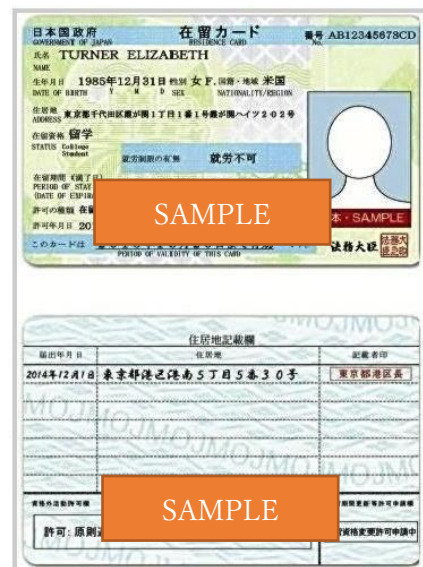 日本国政府 在留カード 番号 AB12345678CD
GOVERNMENT OF JAPAN RESIDENCE CARD No.
氏名 TURNER ELIZABETH
NAME
生年月日 1985年12月31日 性別 女 F. 国籍・地域 米国
DATE OF BIRTH Y M D SEX NATIONALITY/REGION
住居地 東京都千代田区霞が関1丁目1番1号霞が関ハイツ202号
ADDRESS
在留資格 留学
STATUS College
Student
就労制限の有無 就労不可
在留期間(満了日)
PERIOD OF STAY
(DATE OF EXPIR
許可の種類 在留
SAMPLE
本・SAMPLE
許可年月日 201
このカードは
法務大臣 法務大臣之印
PERIOD OF VALIDITY OF THIS CARD
住居地記載欄
届出年月日 住居地 記載者印
2014年12月1日 東京都港区港南5丁目5番30号 東京都港区長
MOJ
資格外活動許可欄 期間更新等許可申請欄
SAMPLE
許可:原則 資格変更許可申請中